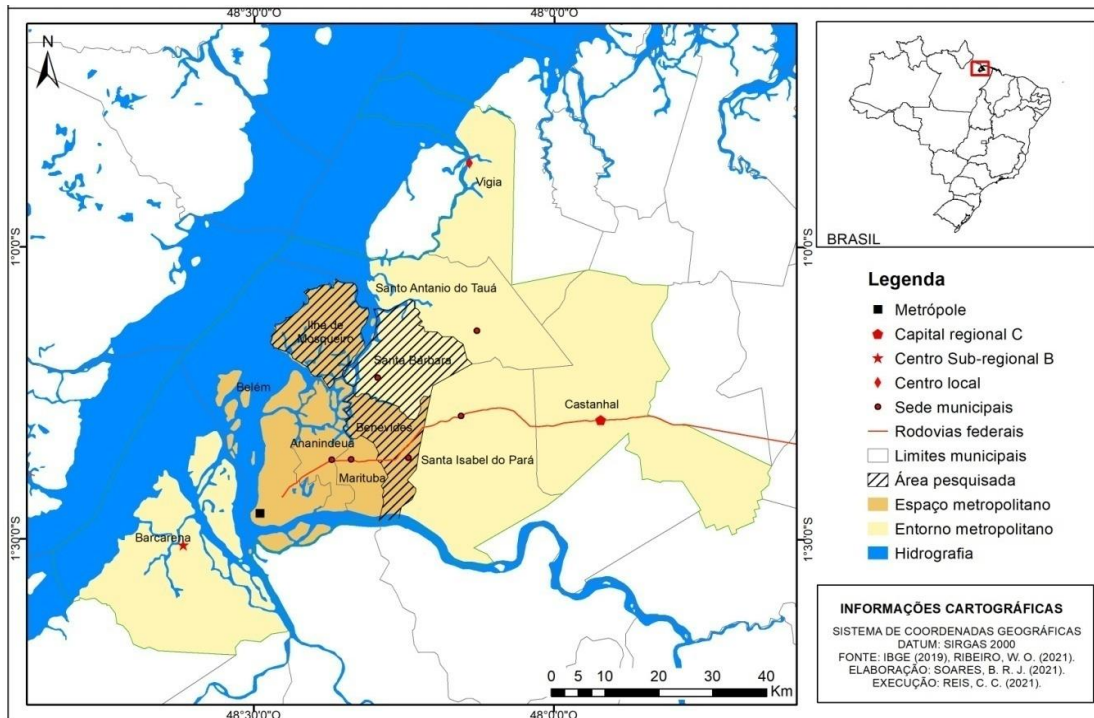 48°30'0"O
48°0'0"O
N
1°0'0"S
1°0'0"S
Vigia
Santo Antanio do Tauá
Ilha de
Mosqueiro
Santa Bárbara
Belém
Castanhal
Benevides
Ananindeua
Santa Isabel do Pará
Marituba
Barcarena
1°30'0"S
1°30'0"S
0 5 10 20 30 40
Km
48°30'0"O
48°0'0"O
BRASIL
Legenda
Metrópole
Capital regional C
Centro Sub-regional B
Centro local
Sede municipais
Rodovias federais
Limites municipais
Área pesquisada
Espaço metropolitano
Entorno metropolitano
Hidrografia
INFORMAÇÕES CARTOGRÁFICAS
SISTEMA DE COORDENADAS GEOGRÁFICAS
DATUM: SIRGAS 2000
FONTE: IBGE (2019), RIBEIRO, W. O. (2021).
ELABORAÇÃO: SOARES, B. R. J. (2021).
EXECUÇÃO: REIS, C. C. (2021).